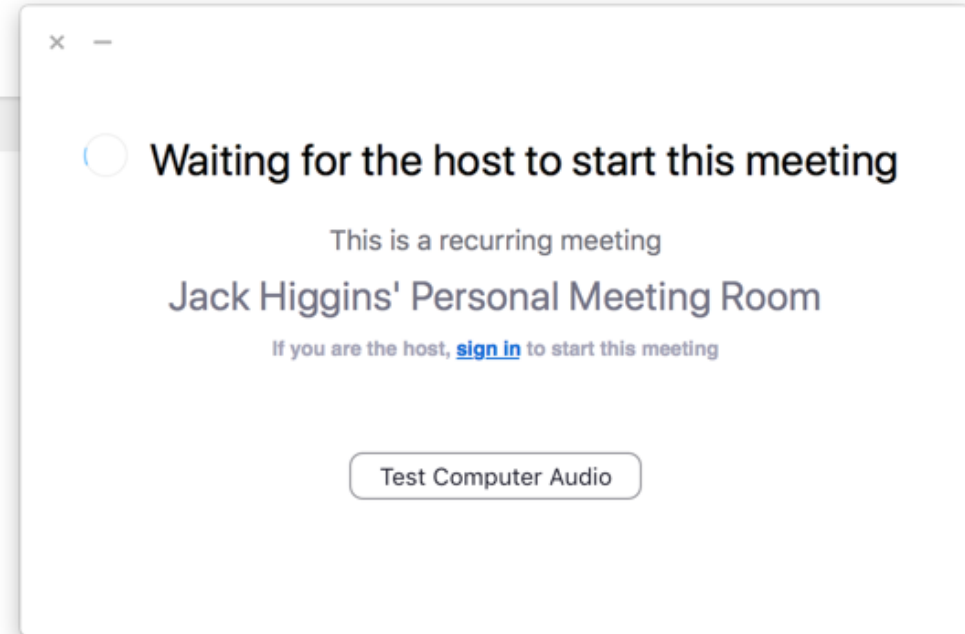 Waiting for the host to start this meeting
This is a recurring meeting
Jack Higgins' Personal Meeting Room
If you are the host, sign in to start this meeting
Test Computer Audio